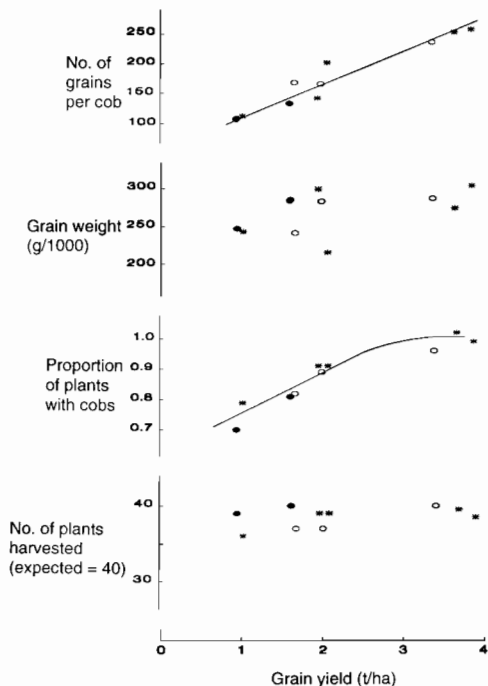 250
No. of
200
grains
150
per cob
100
300
Grain weight
250
(g/1000)
200
1.0
Proportion
0.9
of plants
0.8
with cobs
0.7
40
No. of plants
harvested
(expected = 40)
30
0 1 2 3 4
Grain yield (t/ha)